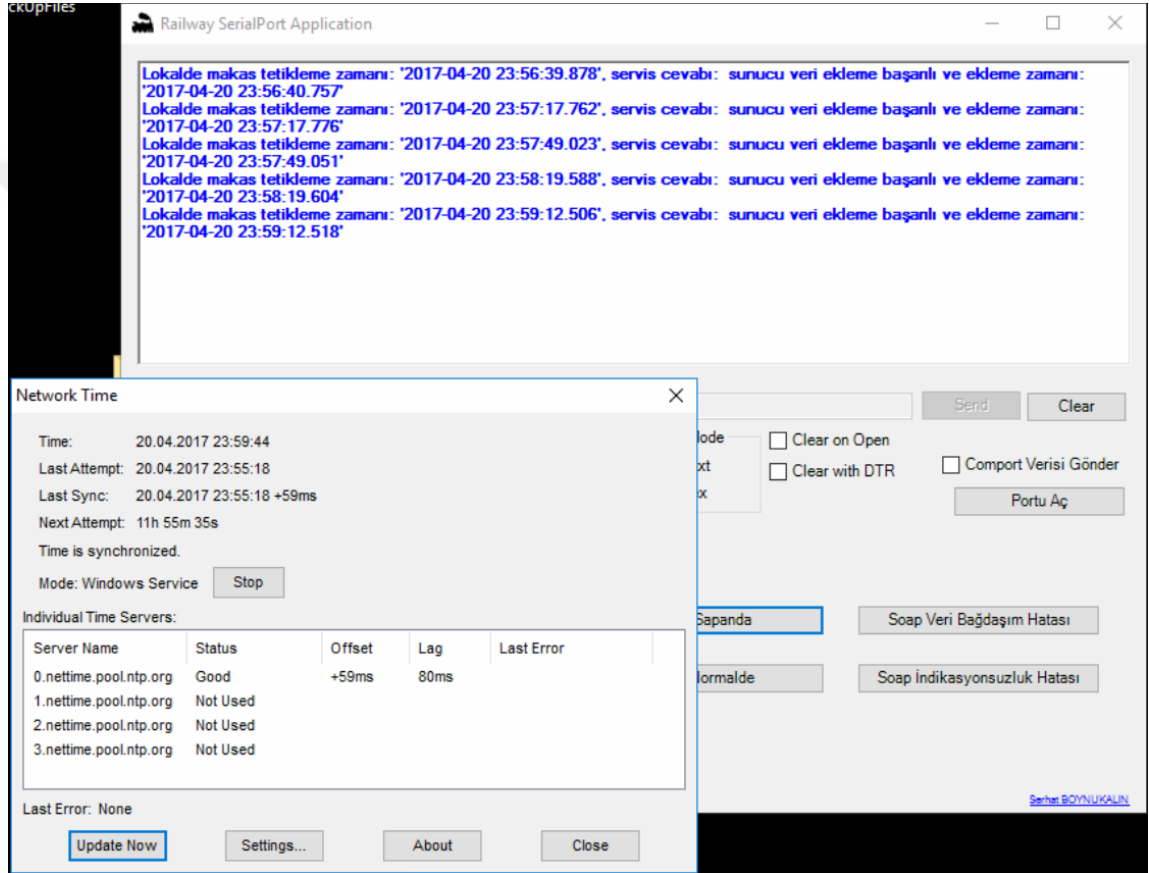 ckUpFiles
Railway SerialPort Application
Lokalde makas tetikleme zamanı: '2017-04-20 23:56:39.878', servis cevabı:  sunucu veri ekleme başarılı ve ekleme zamanı:
'2017-04-20 23:56:40.757'
Lokalde makas tetikleme zamanı: '2017-04-20 23:57:17.762', servis cevabı:  sunucu veri ekleme başarılı ve ekleme zamanı:
'2017-04-20 23:57:17.776'
Lokalde makas tetikleme zamanı: '2017-04-20 23:57:49.023', servis cevabı:  sunucu veri ekleme başarılı ve ekleme zamanı:
'2017-04-20 23:57:49.051'
Lokalde makas tetikleme zamanı: '2017-04-20 23:58:19.588', servis cevabı:  sunucu veri ekleme başarılı ve ekleme zamanı:
'2017-04-20 23:58:19.604'
Lokalde makas tetikleme zamanı: '2017-04-20 23:59:12.506', servis cevabı:  sunucu veri ekleme başarılı ve ekleme zamanı:
'2017-04-20 23:59:12.518'
Send Clear
ode
xt
x
Clear on Open
Clear with DTR
Comport Verisi Gönder
Portu Aç
Sapanda
Soap Veri Bağdaşım Hatası
Normalde
Soap İndikasyonsuzluk Hatası
Serhat BOYNUKALIN
Network Time
Time: 20.04.2017 23:59:44
Last Attempt: 20.04.2017 23:55:18
Last Sync: 20.04.2017 23:55:18 +59ms
Next Attempt: 11h 55m 35s
Time is synchronized.
Mode: Windows Service Stop
Individual Time Servers:
Server Name Status Offset Lag Last Error
0.nettime.pool.ntp.org Good +59ms 80ms
1.nettime.pool.ntp.org Not Used
2.nettime.pool.ntp.org Not Used
3.nettime.pool.ntp.org Not Used
Last Error: None
Update Now Settings... About Close